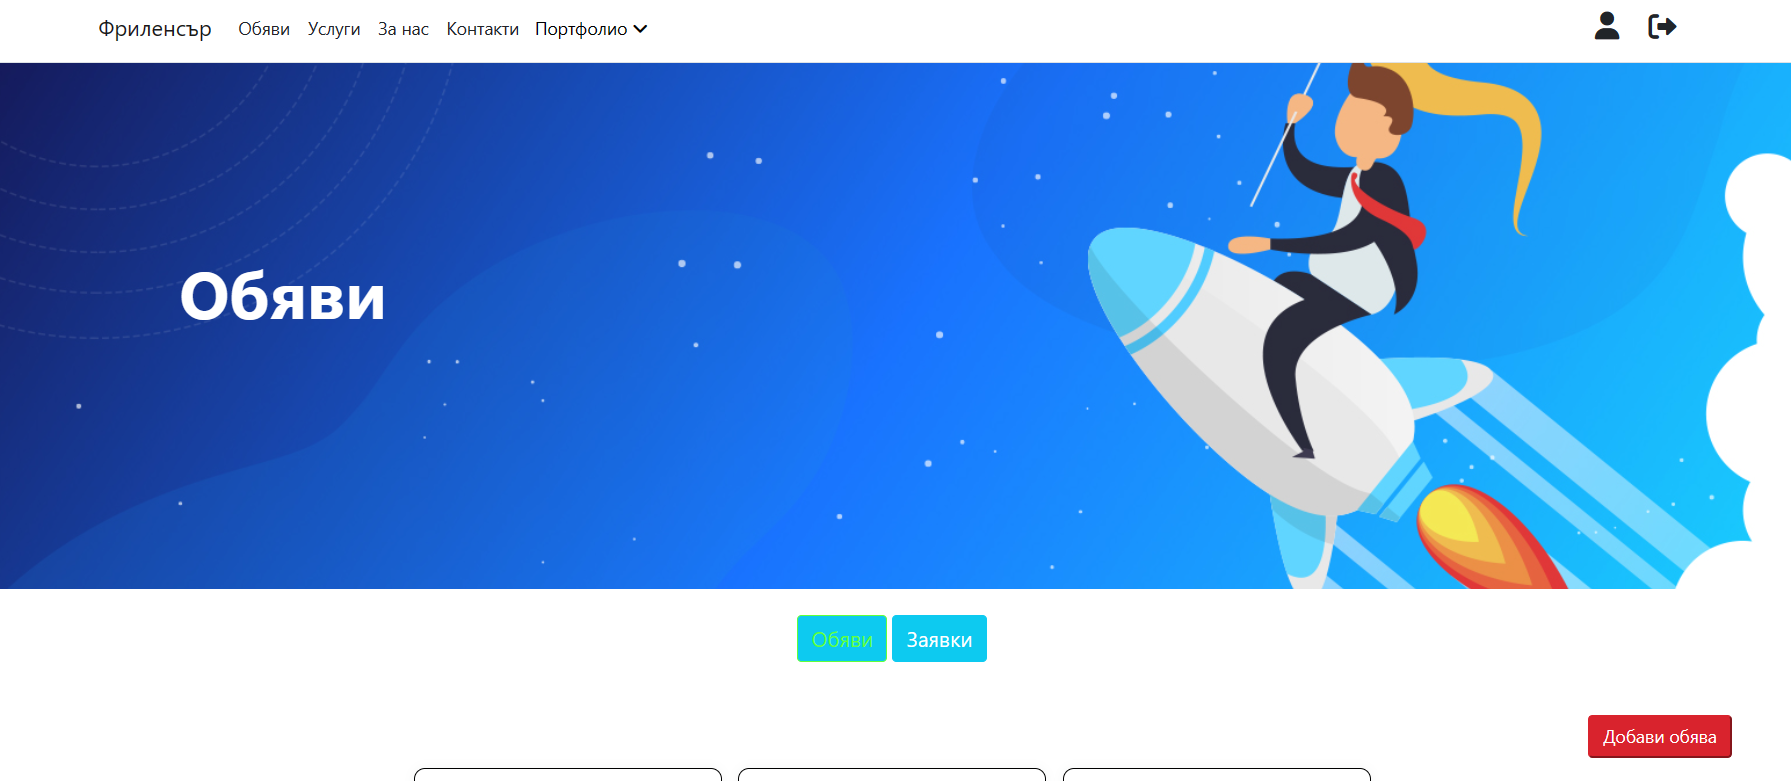 Фриленсър Обяви Услуги За нас Контакти Портфолио
Обяви
Обяви Заявки
Добави обява